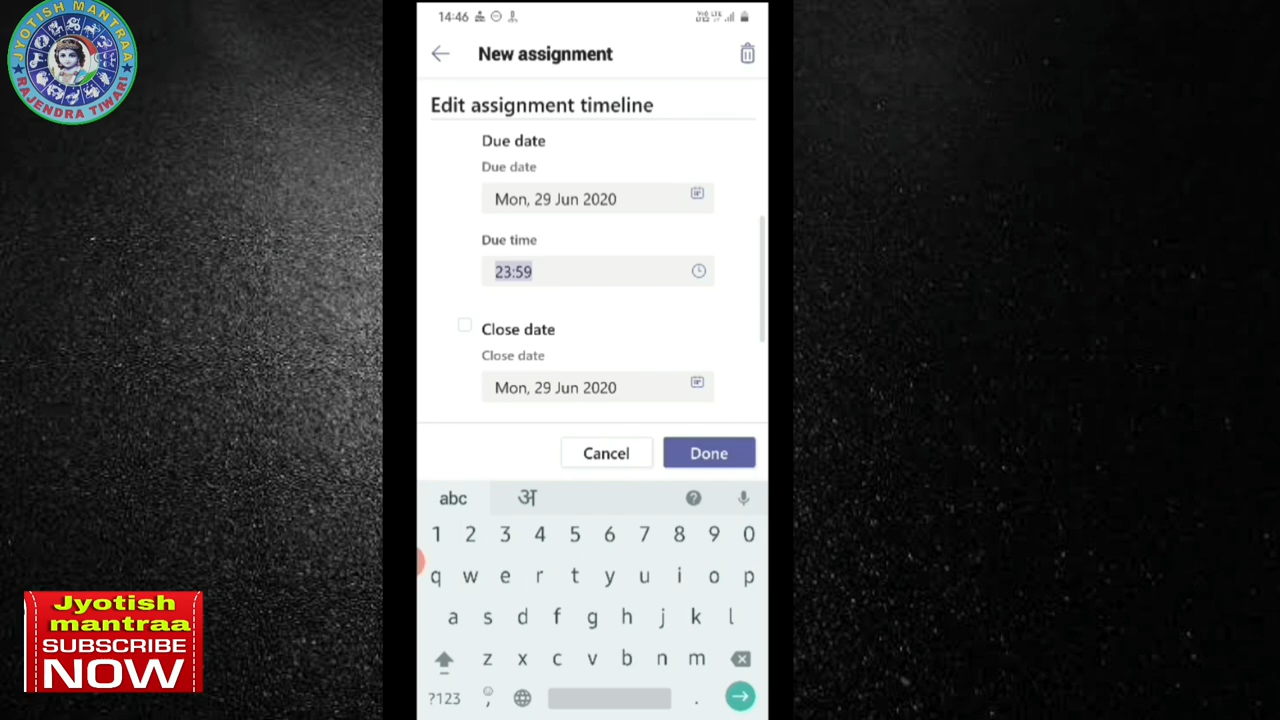 JYOTISH MANTRAA
RAJENDRA TIWARI
14:46
New assignment
Edit assignment timeline
Due date
Due date
Mon, 29 Jun 2020
Due time
23:59
Close date
Close date
Mon, 29 Jun 2020
Cancel
Done
abc
अ
1 2 3 4 5 6 7 8 9 0
q w e r t y u i o p
a s d f g h j k l
z x c v b n m
?123 , .
Jyotish
mantraa
SUBSCRIBE
NOW